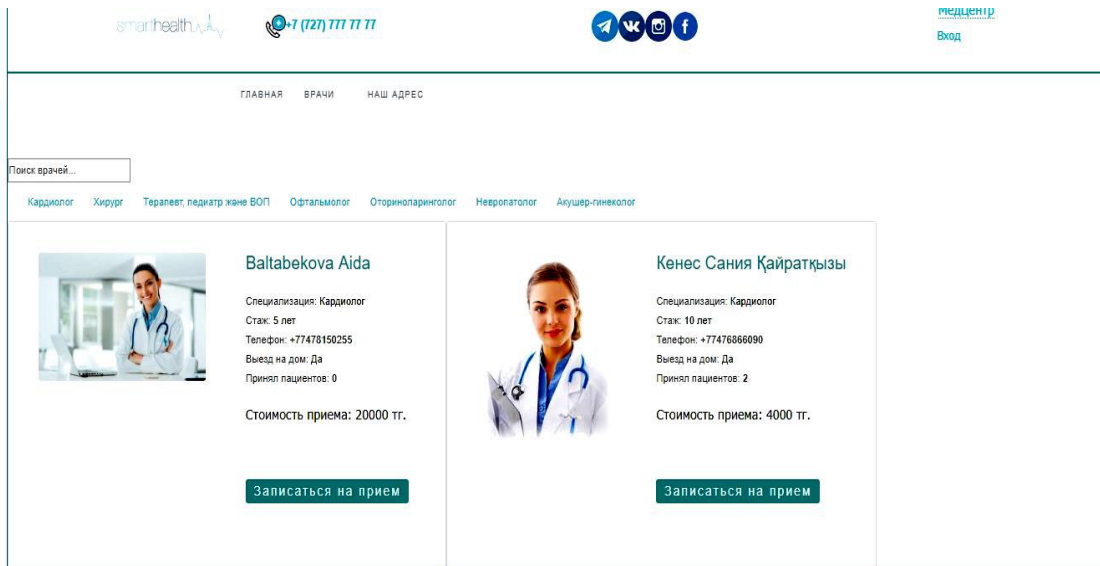 smarthealth
+7 (727) 777 77 77
Медцентр
Вход
ГЛАВНАЯ ВРАЧИ НАШ АДРЕС
Поиск врачей...
Кардиолог Хирург Терапевт, педиатр және ВОП Офтальмолог Оториноларинголог Невропатолог Акушер-гинеколог
Baltabekova Aida
Специализация: Кардиолог
Стаж: 5 лет
Телефон: +77478150255
Выезд на дом: Да
Принял пациентов: 0
Стоимость приема: 20000 тг.
Записаться на прием
Кенес Сания Қайратқызы
Специализация: Кардиолог
Стаж: 10 лет
Телефон: +77476866090
Выезд на дом: Да
Принял пациентов: 2
Стоимость приема: 4000 тг.
Записаться на прием